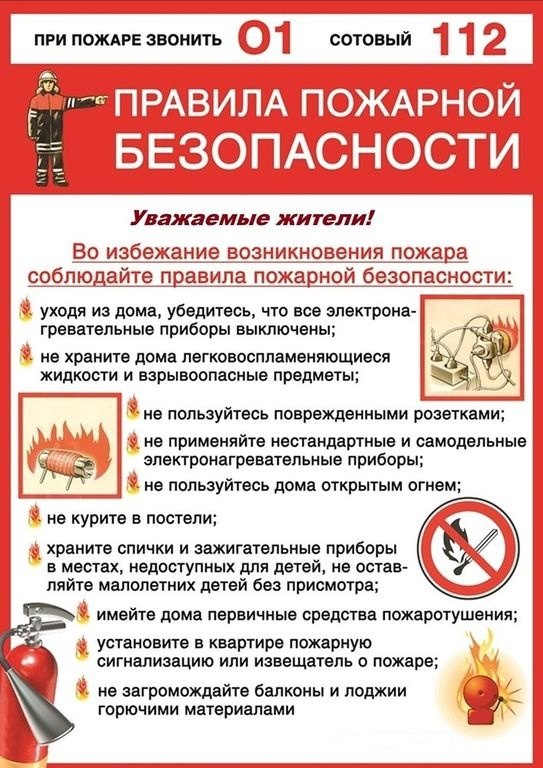 ПРИ ПОЖАРЕ ЗВОНИТЬ 01 СОТОВЫЙ 112
ПРАВИЛА ПОЖАРНОЙ
БЕЗОПАСНОСТИ
Уважаемые жители!
Во избежание возникновения пожара
соблюдайте правила пожарной безопасности:
уходя из дома, убедитесь, что все электрона-
гревательные приборы выключены;
не храните дома легковоспламеняющиеся
жидкости и взрывоопасные предметы;
не пользуйтесь поврежденными розетками;
не применяйте нестандартные и самодельные
электронагревательные приборы;
не пользуйтесь дома открытым огнем;
не курите в постели;
храните спички и зажигательные приборы
в местах, недоступных для детей, не остав-
ляйте малолетних детей без присмотра;
имейте дома первичные средства пожаротушения;
установите в квартире пожарную
сигнализацию или извещатель о пожаре;
не загромождайте балконы и лоджии
горючими материалами